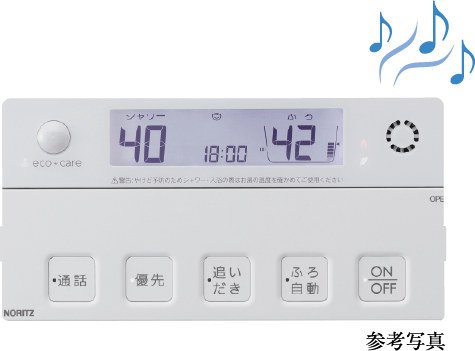 シャワー ふろ
40 18:00 42
eco・care
⚠警告:やけど予防のためシャワー・入浴の際はお湯の温度を確かめてご使用ください
OPE
通話 優先 追い ふろ ON
だき 自動 OFF
NORITZ
参考写真